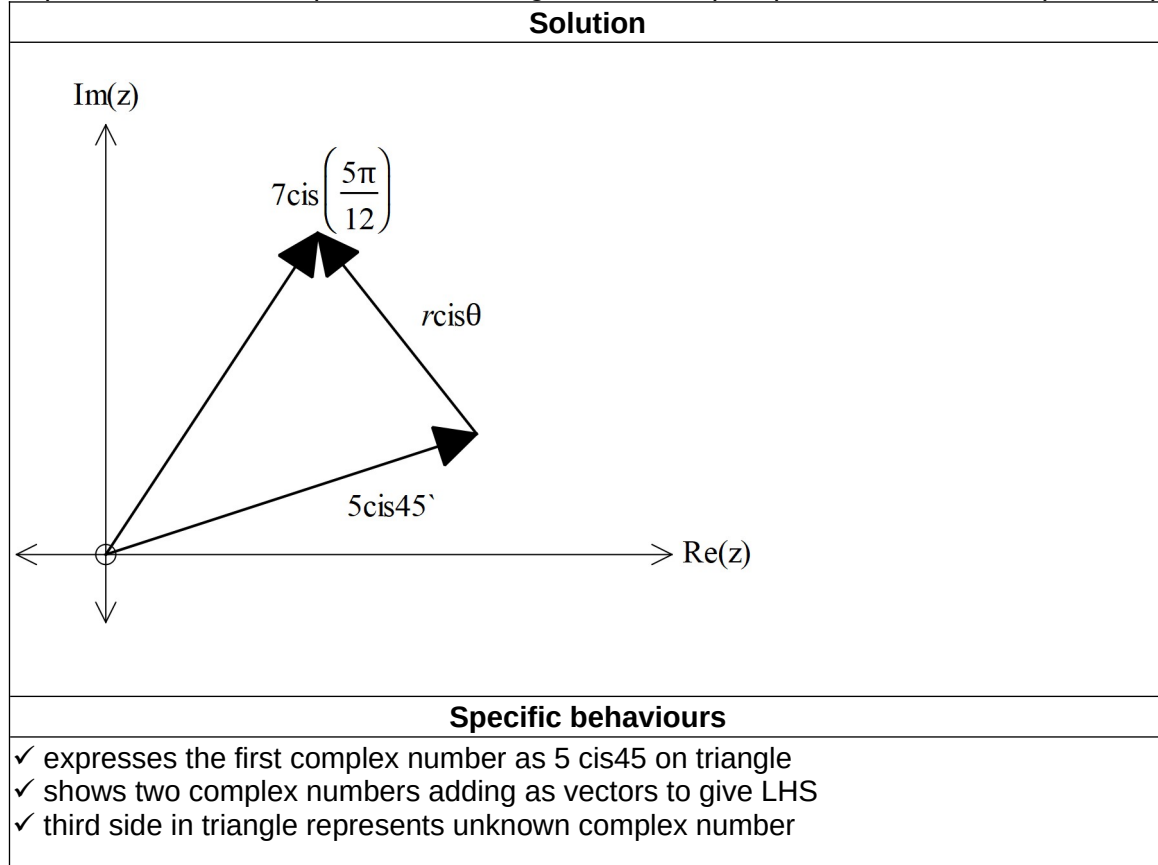 Solution
Im(z)
7cis(5π/12)
rcisθ
5cis45`
Re(z)
Specific behaviours
✓ expresses the first complex number as 5 cis45 on triangle
✓ shows two complex numbers adding as vectors to give LHS
✓ third side in triangle represents unknown complex number